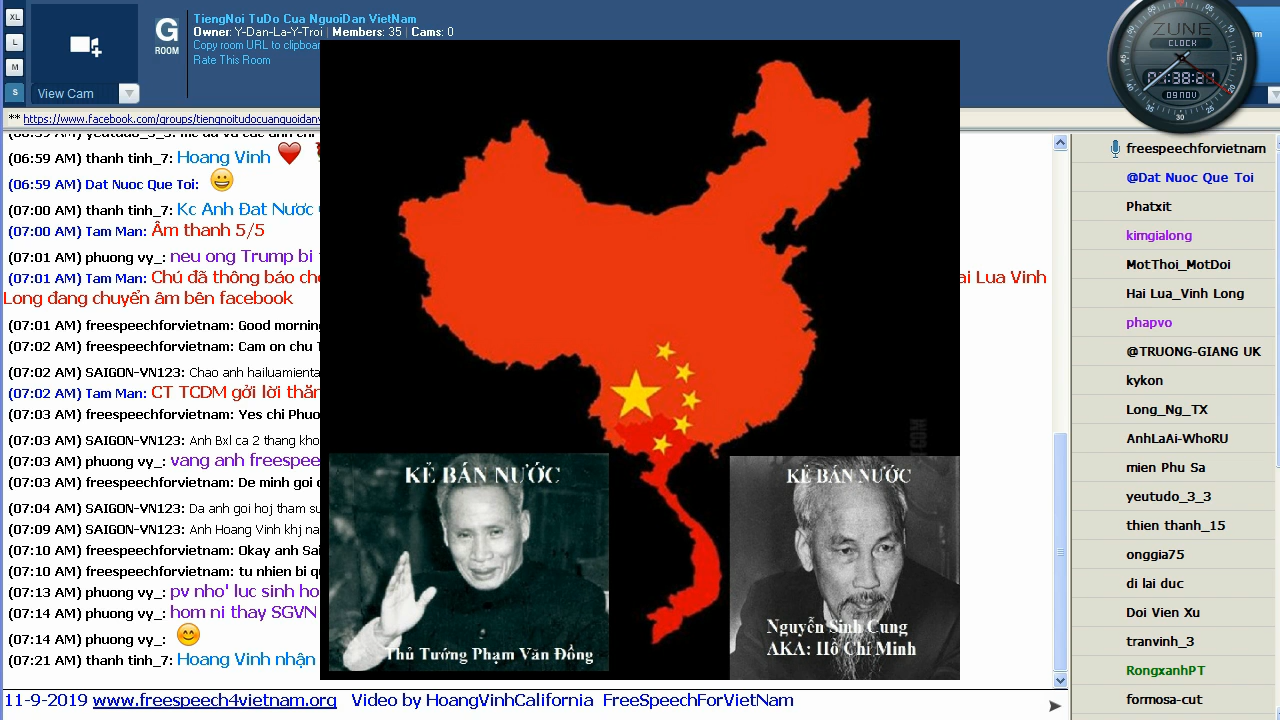 XL
L
M
S
View Cam
G
ROOM
TiengNoi TuDo Cua NguoiDan VietNam
Owner: Y-Dan-La-Y-Troi | Members: 35 | Cams: 0
Copy room URL to clipboar
Rate This Room
ZUNE
CLOCK
09 NOV
** https://www.facebook.com/groups/tiengnoitudocuanguoidanv
(06:59 AM) thanh tinh_7: Hoang Vinh
(06:59 AM) Dat Nuoc Que Toi:
(07:00 AM) thanh tinh_7: Kc Anh Đat Nươc
(07:00 AM) Tam Man: Âm thanh 5/5
(07:01 AM) phuong vy_: neu ong Trump bi
(07:01 AM) Tam Man: Chú đã thông báo ch ai Lua Vinh
Long đang chuyển âm bên facebook
(07:01 AM) freespeechforvietnam: Good morning
(07:02 AM) freespeechforvietnam: Cam on chu
(07:02 AM) SAIGON-VN123: Chao anh hailuamienta
(07:02 AM) Tam Man: CT TCDM gởi lời thăm
(07:03 AM) freespeechforvietnam: Yes chi Phuo
(07:03 AM) SAIGON-VN123: Anh Bxl ca 2 thang kho
(07:03 AM) phuong vy_: vang anh freespee
(07:03 AM) freespeechforvietnam: De minh goi
(07:04 AM) SAIGON-VN123: Da anh goi hoj tham su
(07:09 AM) SAIGON-VN123: Anh Hoang Vinh khj na
(07:10 AM) freespeechforvietnam: Okay anh Sai
(07:10 AM) freespeechforvietnam: tu nhien bi qu
(07:13 AM) phuong vy_: pv nho' luc sinh ho
(07:14 AM) phuong vy_: hom ni thay SGVN
(07:14 AM) phuong vy_:
(07:21 AM) thanh tinh_7: Hoang Vinh nhận
KẺ BÁN NƯỚC
Thủ Tướng Phạm Văn Đồng
KẺ BÁN NƯỚC
Nguyễn Sinh Cung
AKA: Hồ Chí Minh
freespeechforvietnam
@Dat Nuoc Que Toi
Phatxit
kimgialong
MotThoi_MotDoi
Hai Lua_Vinh Long
phapvo
@TRUONG-GIANG UK
kykon
Long_Ng_TX
AnhLaAi-WhoRU
mien Phu Sa
yeutudo_3_3
thien thanh_15
onggia75
di lai duc
Doi Vien Xu
tranvinh_3
RongxanhPT
formosa-cut
11-9-2019 www.freespeech4vietnam.org Video by HoangVinhCalifornia FreeSpeechForVietNam